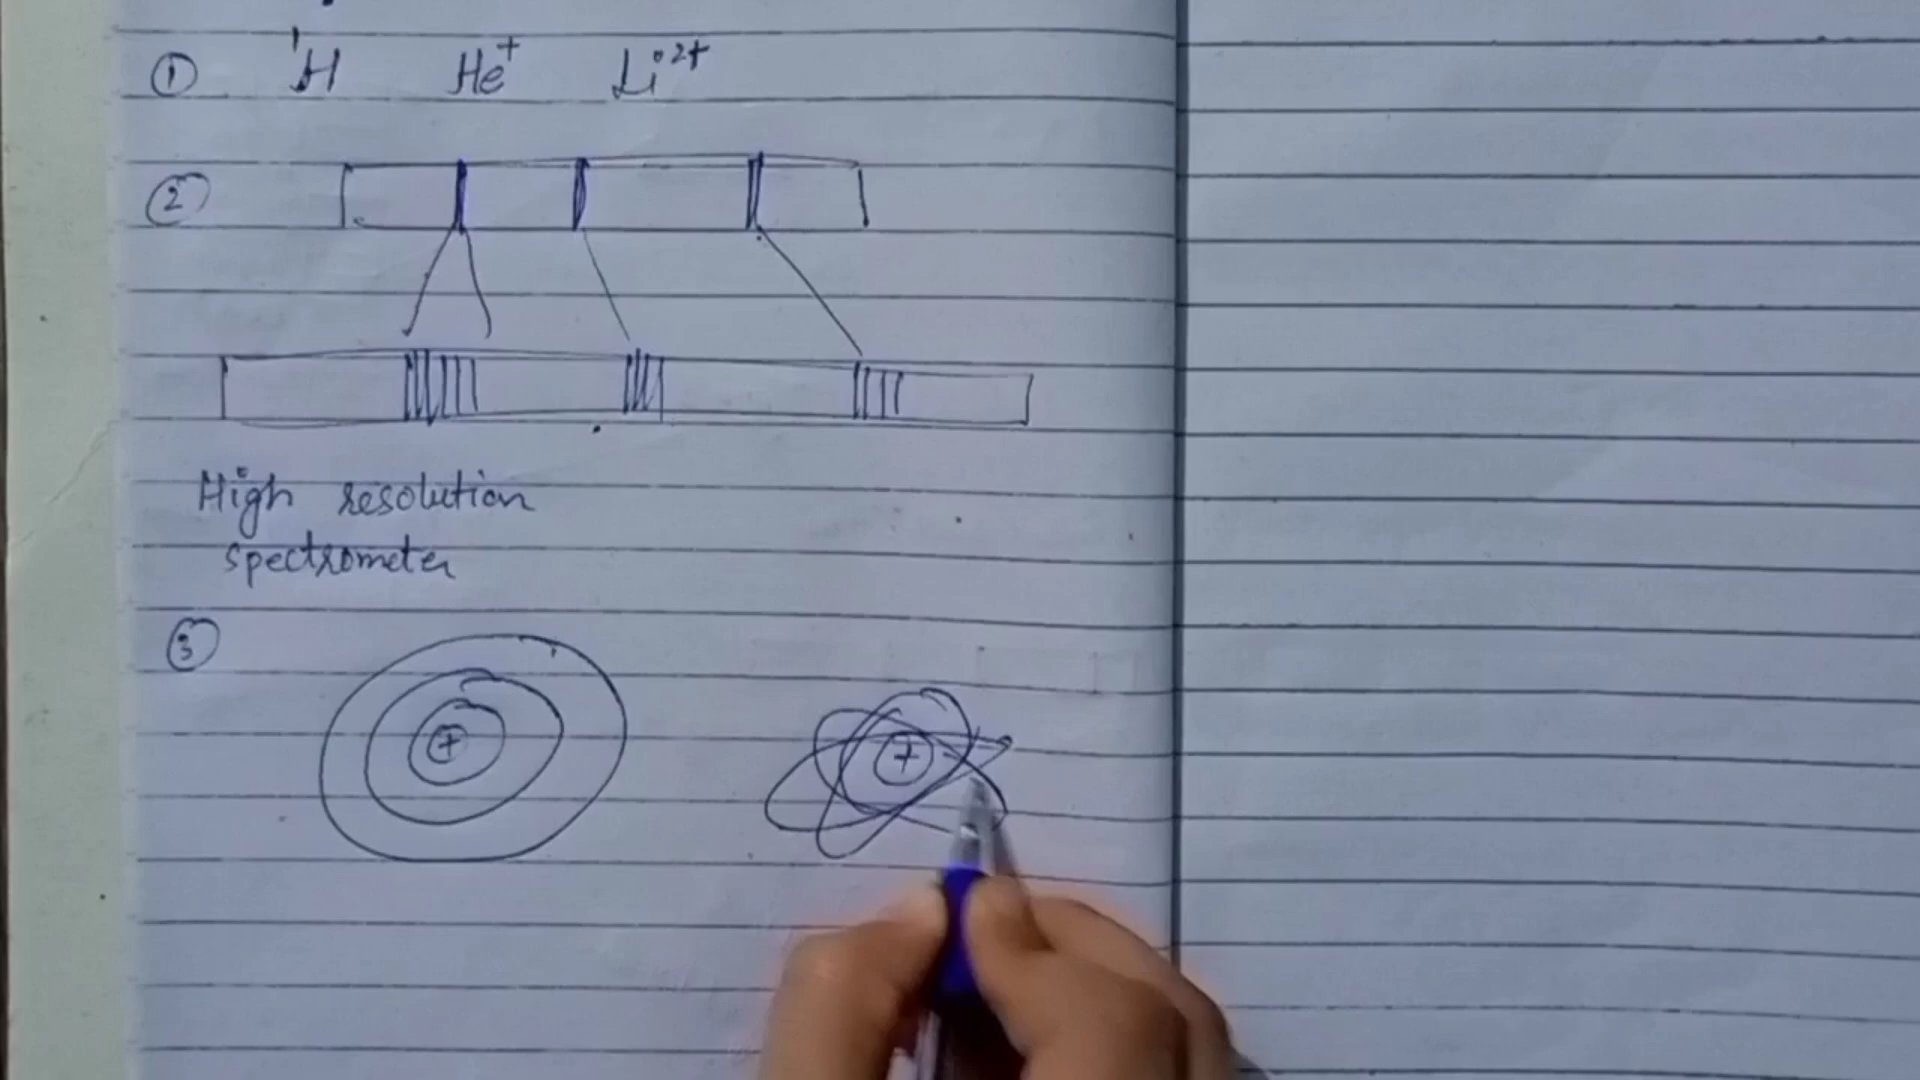 ① ¹H He⁺ Li²⁺
②
High resolution
spectrometer
③
+ +